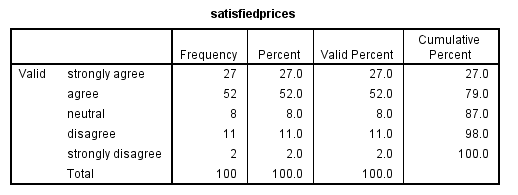 satisfiedprices
Frequency Percent Valid Percent Cumulative Percent
Valid strongly agree 27 27.0 27.0 27.0
agree 52 52.0 52.0 79.0
neutral 8 8.0 8.0 87.0
disagree 11 11.0 11.0 98.0
strongly disagree 2 2.0 2.0 100.0
Total 100 100.0 100.0